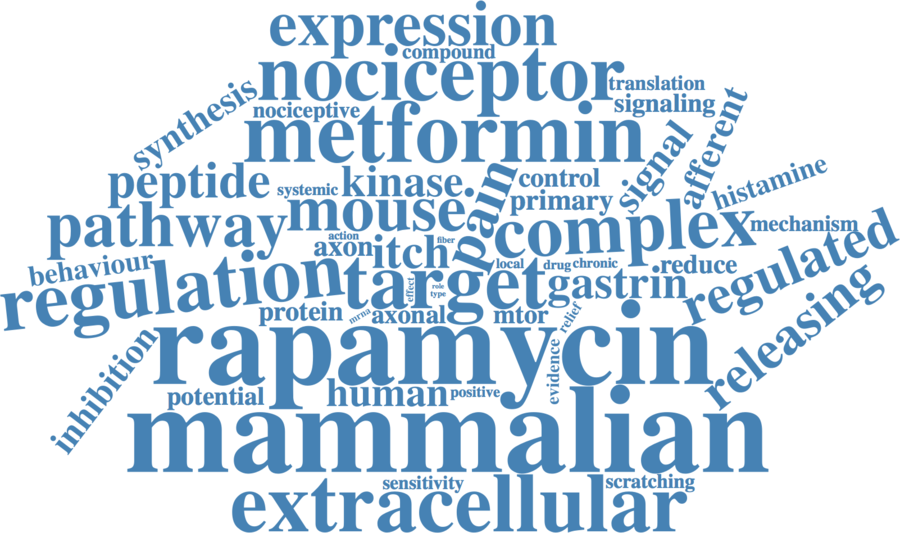 expression
compound
nociceptor
translation
synthesis
nociceptive
signaling
metformin
afferent
signal
peptide
systemic
kinase
control
histamine
pain
primary
mouse
pathway
complex
mechanism
action
axon
itch
fiber
behaviour
local
drug
chronic
reduce
regulated
regulation
target
effect
role
type
gastrin
releasing
protein
mrna
axonal
mtor
relief
rapamycin
inhibition
evidence
potential
human
positive
mammalian
sensitivity
scratching
extracellular